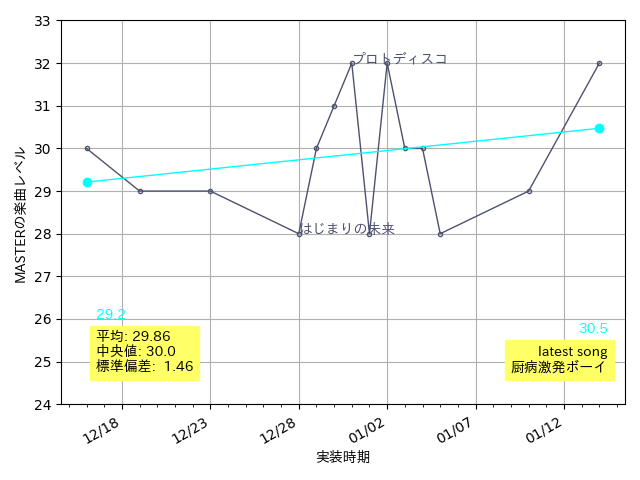 33
32
31
30
29
28
27
26
25
24
MASTERの楽曲レベル
プロトディスコ
はじまりの未来
29.2
平均: 29.86
中央値: 30.0
標準偏差: 1.46
30.5
latest song
厨病激発ボーイ
12/18
12/23
12/28
01/02
01/07
01/12
実装時期